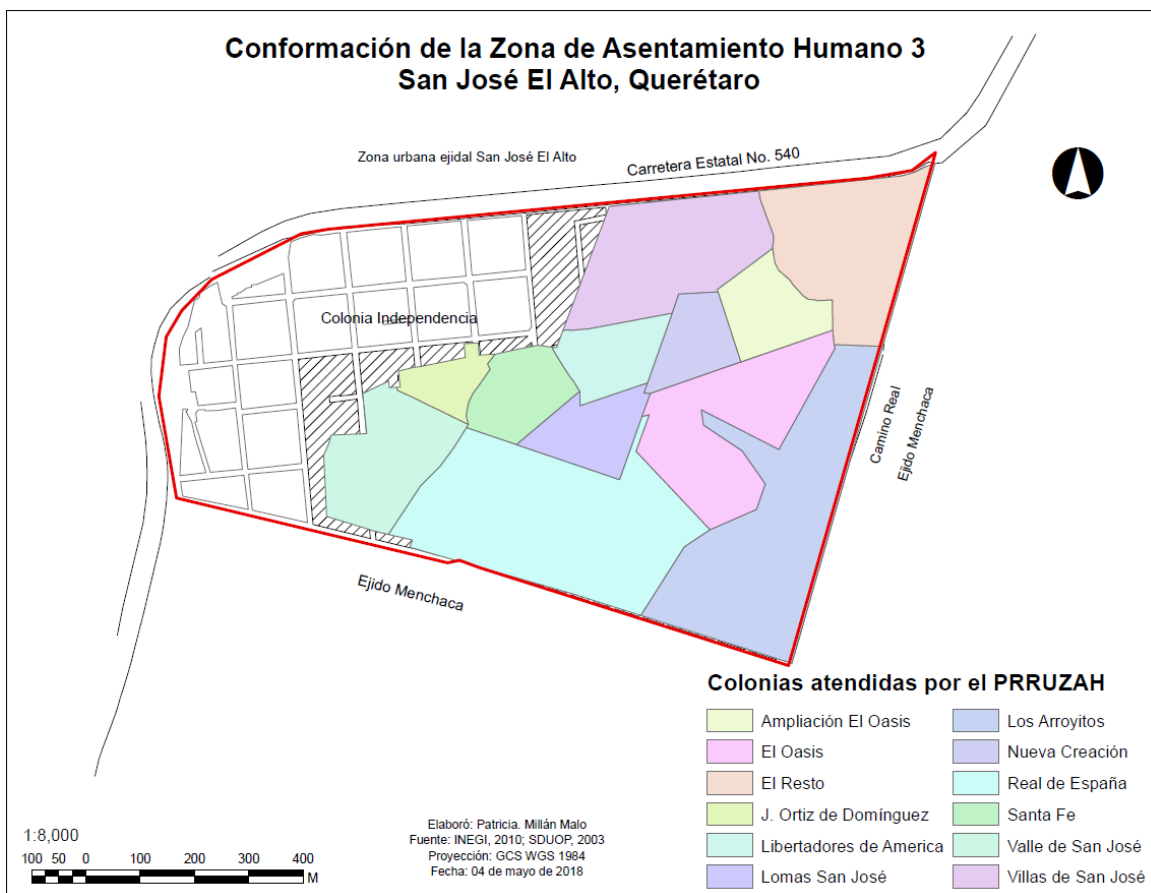 Conformación de la Zona de Asentamiento Humano 3
San José El Alto, Querétaro
Zona urbana ejidal San José El Alto
Carretera Estatal No. 540
Colonia Independencia
Camino Real
Ejido Menchaca
Ejido Menchaca
Colonias atendidas por el PRRUZAH
Ampliación El Oasis
El Oasis
El Resto
J. Ortiz de Domínguez
Libertadores de America
Lomas San José
Los Arroyitos
Nueva Creación
Real de España
Santa Fe
Valle de San José
Villas de San José
1:8,000
100 50 0 100 200 300 400
M
Elaboró: Patricia. Millán Malo
Fuente: INEGI, 2010; SDUOP, 2003
Proyección: GCS WGS 1984
Fecha: 04 de mayo de 2018